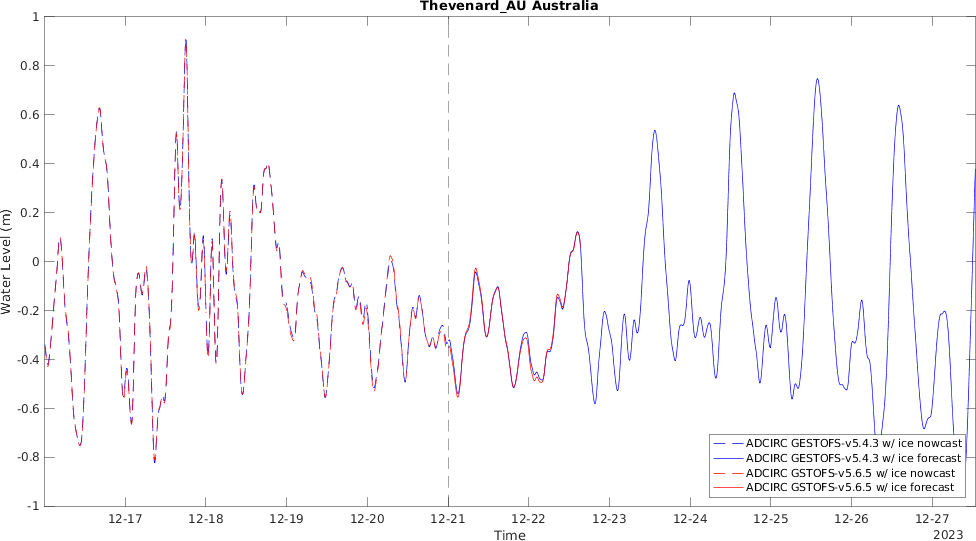 Thevenard_AU Australia
Water Level (m)
1
0.8
0.6
0.4
0.2
0
-0.2
-0.4
-0.6
-0.8
-1
ADCIRC GESTOFS-v5.4.3 w/ ice nowcast
ADCIRC GESTOFS-v5.4.3 w/ ice forecast
ADCIRC GSTOFS-v5.6.5 w/ ice nowcast
ADCIRC GSTOFS-v5.6.5 w/ ice forecast
12-17 12-18 12-19 12-20 12-21 12-22 12-23 12-24 12-25 12-26 12-27
Time
2023